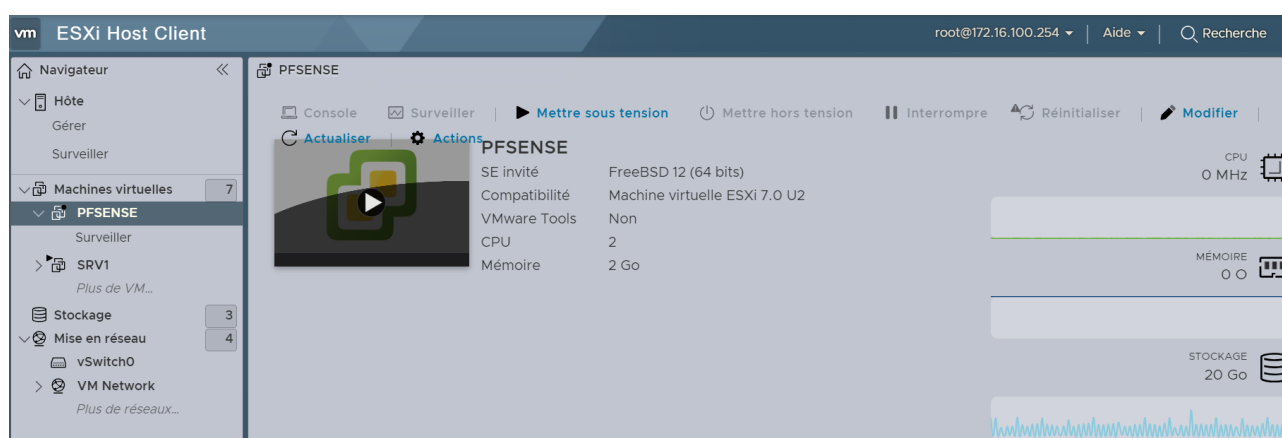 vm ESXi Host Client root@172.16.100.254 Aide Recherche
Navigateur
Hôte
Gérer
Surveiller
Machines virtuelles 7
PFSENSE
Surveiller
SRV1
Plus de VM...
Stockage 3
Mise en réseau 4
vSwitch0
VM Network
Plus de réseaux...
PFSENSE
Console Surveiller Mettre sous tension Mettre hors tension Interrompre Réinitialiser Modifier
Actualiser Actions
PFSENSE
SE invité FreeBSD 12 (64 bits)
Compatibilité Machine virtuelle ESXi 7.0 U2
VMware Tools Non
CPU 2
Mémoire 2 Go
CPU
0 MHz
MÉMOIRE
0 O
STOCKAGE
20 Go